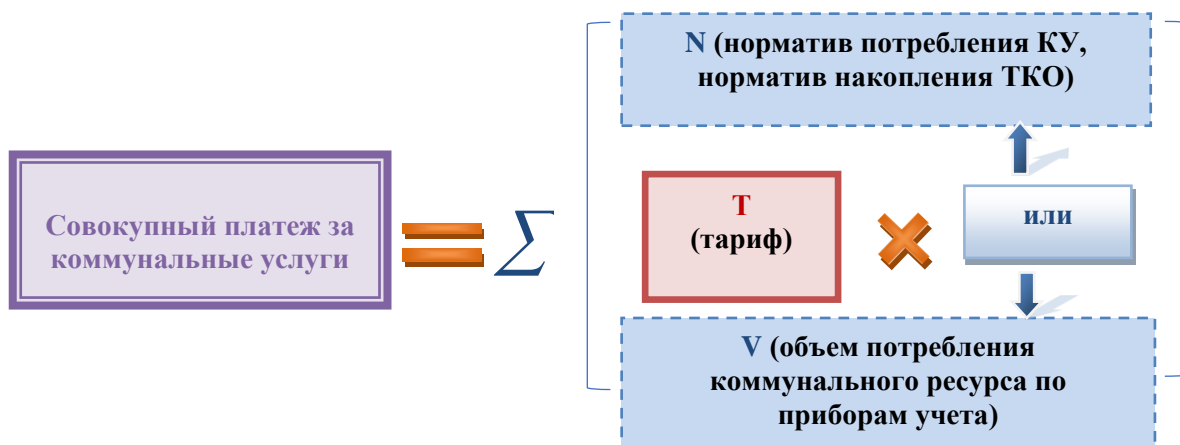 N (норматив потребления КУ,
норматив накопления ТКО)
Совокупный платеж за
коммунальные услуги
=
∑
Т
(тариф)
×
или
V (объем потребления
коммунального ресурса по
приборам учета)